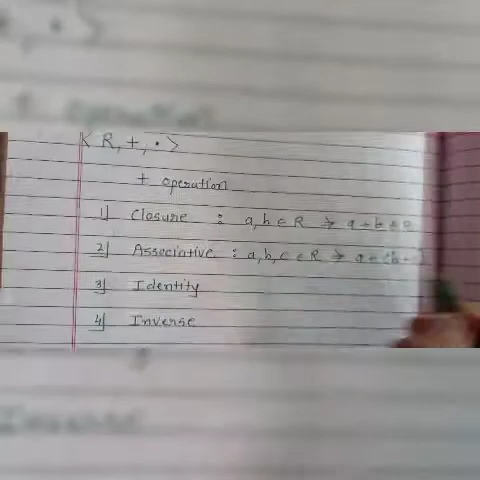 < R, +, • >
+ operation
1) Closure : a, b ∈ R ⇒ a + b ∈ R
2) Associative : a, b, c ∈ R ⇒ a + (b +
3) Identity
4) Inverse